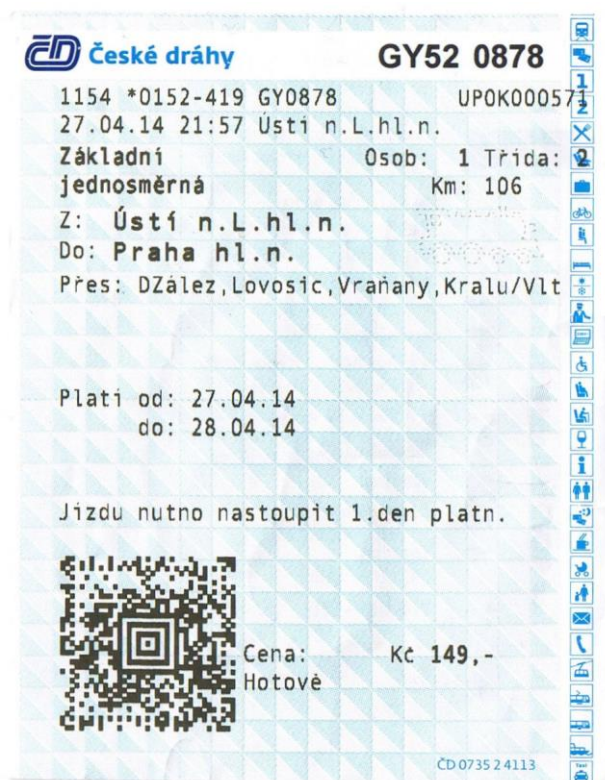 ČD České dráhy GY52 0878
1154 *0152-419 GY0878 UPOK000571
27.04.14 21:57 Ústí n.L.hl.n.
Základní Osob: 1 Třída: 2
jednosměrná Km: 106
Z: Ústí n.L.hl.n.
Do: Praha hl.n.
Přes: DZález,Lovosic,Vraňany,Kralu/Vlt
Platí od: 27.04.14
do: 28.04.14
Jízdu nutno nastoupit 1.den platn.
Cena: Kč 149,-
Hotově
ČD 0735 2 4113